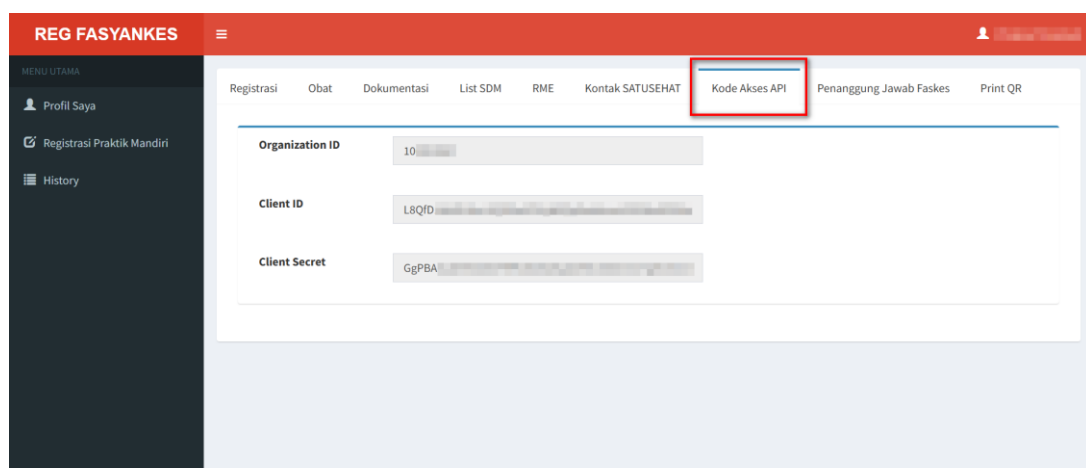 REG FASYANKES
MENU UTAMA
Profil Saya
Registrasi Praktik Mandiri
History
Registrasi Obat Dokumentasi List SDM RME Kontak SATUSEHAT Kode Akses API Penanggung Jawab Faskes Print QR
Organization ID
10
Client ID
L8QfD
Client Secret
GgPBA